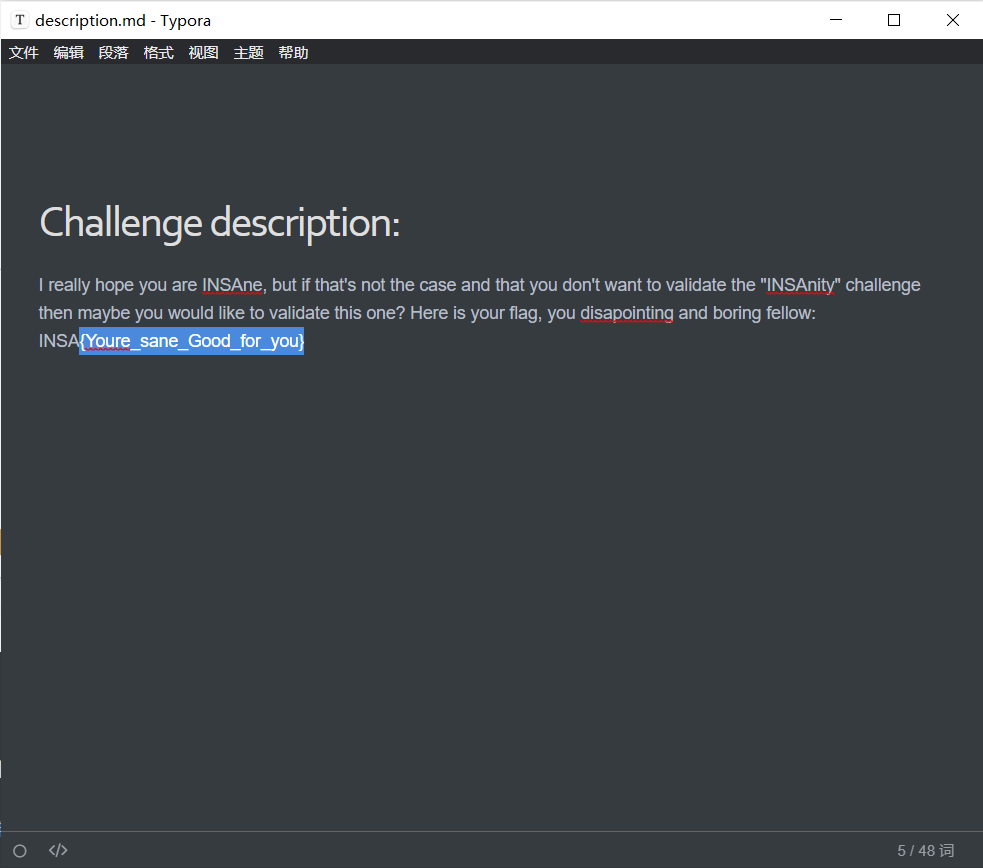 T description.md - Typora
文件 编辑 段落 格式 视图 主题 帮助
Challenge description:
I really hope you are INSAne, but if that's not the case and that you don't want to validate the "INSAnity" challenge
then maybe you would like to validate this one? Here is your flag, you disapointing and boring fellow:
INSA{Youre_sane_Good_for_you}
</> 5 / 48 词